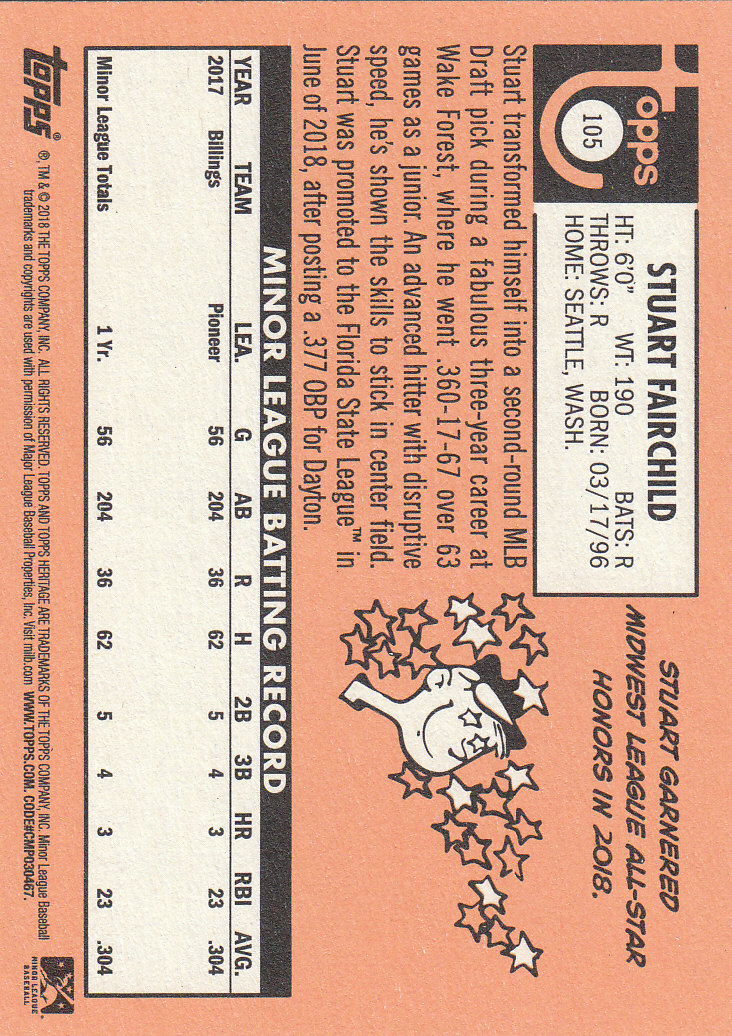 Topps
105
STUART FAIRCHILD
HT: 6'0" WT: 190 BATS: R
THROWS: R BORN: 03/17/96
HOME: SEATTLE, WASH.
STUART GARNERED
MIDWEST LEAGUE ALL-STAR
HONORS IN 2018.
Stuart transformed himself into a second-round MLB
Draft pick during a fabulous three-year career at
Wake Forest, where he went .360-17-67 over 63
games as a junior. An advanced hitter with disruptive
speed, he's shown the skills to stick in center field.
Stuart was promoted to the Florida State League™ in
June of 2018, after posting a .377 OBP for Dayton.
MINOR LEAGUE BATTING RECORD
YEAR TEAM LEA. G AB R H 2B 3B HR RBI AVG.
2017 Billings Pioneer 56 204 36 62 5 4 3 23 .304
Minor League Totals 1 Yr. 56 204 36 62 5 4 3 23 .304
topps®
®, TM & © 2018 THE TOPPS COMPANY, INC. ALL RIGHTS RESERVED. TOPPS AND TOPPS HERITAGE ARE TRADEMARKS OF THE TOPPS COMPANY, INC. Minor League Baseball
trademarks and copyrights are used with permission of Major League Baseball Properties, Inc. Visit milb.com WWW.TOPPS.COM. CODE#CMP030467.
MINOR LEAGUE
BASEBALL